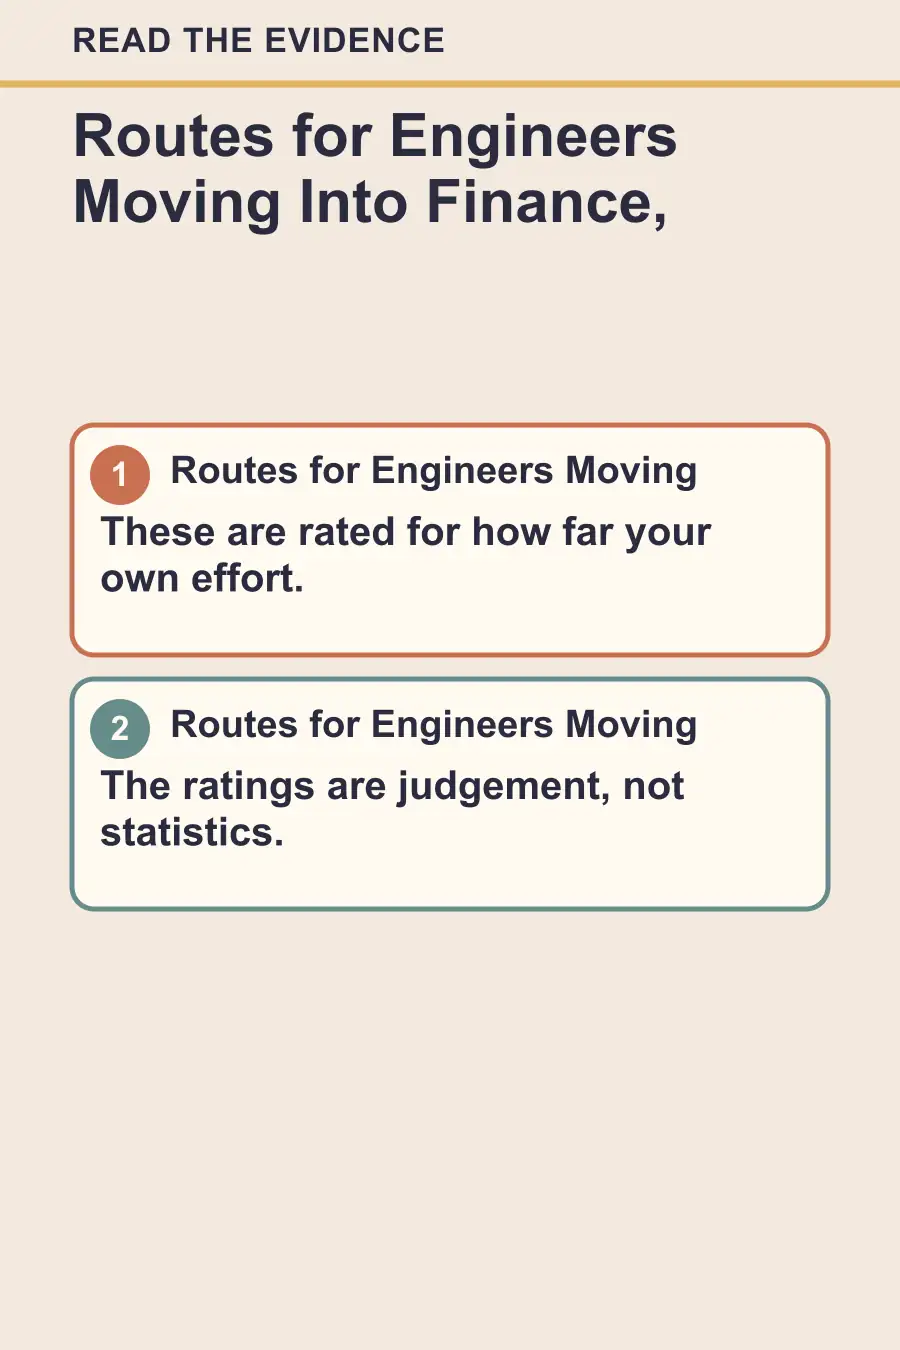 READ THE EVIDENCE
Routes for Engineers
Moving Into Finance,
1 Routes for Engineers Moving
These are rated for how far your
own effort.
2 Routes for Engineers Moving
The ratings are judgement, not
statistics.